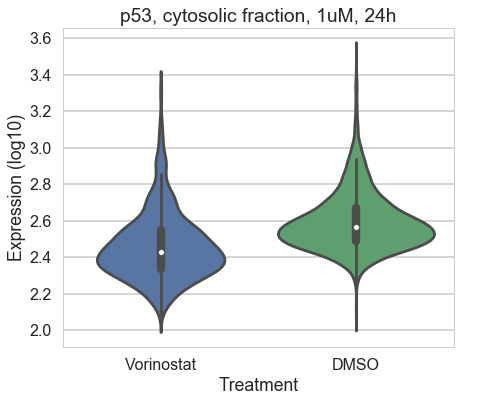 p53, cytosolic fraction, 1uM, 24h
Expression (log10)
3.6
3.4
3.2
3.0
2.8
2.6
2.4
2.2
2.0
Vorinostat DMSO
Treatment